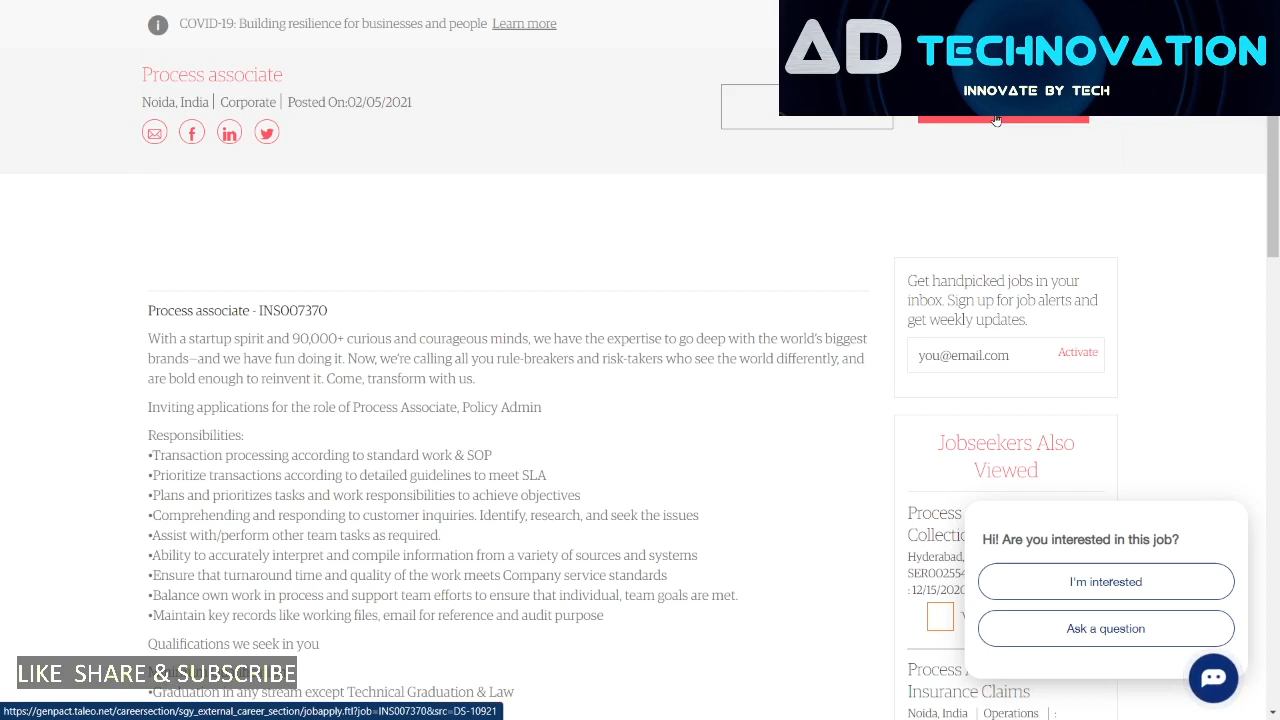 COVID-19: Building resilience for businesses and people Learn more
AD TECHNOVATION
INNOVATE BY TECH
Process associate
Noida, India | Corporate | Posted On:02/05/2021
Process associate - INS007370
With a startup spirit and 90,000+ curious and courageous minds, we have the expertise to go deep with the world's biggest
brands—and we have fun doing it. Now, we're calling all you rule-breakers and risk-takers who see the world differently, and
are bold enough to reinvent it. Come, transform with us.
Inviting applications for the role of Process Associate, Policy Admin
Responsibilities:
•Transaction processing according to standard work & SOP
•Prioritize transactions according to detailed guidelines to meet SLA
•Plans and prioritizes tasks and work responsibilities to achieve objectives
•Comprehending and responding to customer inquiries. Identify, research, and seek the issues
•Assist with/perform other team tasks as required.
•Ability to accurately interpret and compile information from a variety of sources and systems
•Ensure that turnaround time and quality of the work meets Company service standards
•Balance own work in process and support team efforts to ensure that individual, team goals are met.
•Maintain key records like working files, email for reference and audit purpose
Qualifications we seek in you
LIKE SHARE & SUBSCRIBE
•Graduation in any stream except Technical Graduation & Law
https://genpact.taleo.net/careersection/sgy_external_career_section/jobapply.ftl?job=INS007370&src=DS-10921
Get handpicked jobs in your
inbox. Sign up for job alerts and
get weekly updates.
you@email.com Activate
Jobseekers Also
Viewed
Process
Hyderabad,
: 12/15/2020
Process
Insurance Claims
Noida, India | Operations | :
Hi! Are you interested in this job?
I'm interested
Ask a question